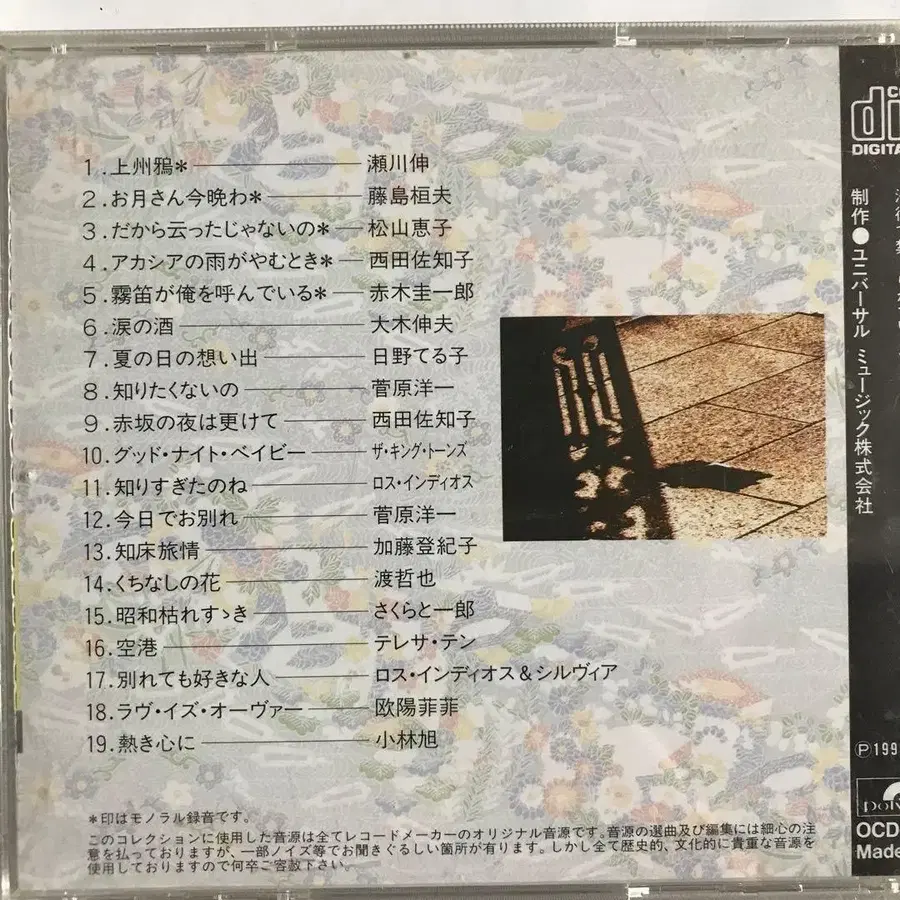 1.上州鴉* 瀬川伸
2.お月さん今晩わ* 藤島桓夫
3.だから云ったじゃないの* 松山恵子
4.アカシアの雨がやむとき* 西田佐知子
5.霧笛が俺を呼んでいる* 赤木圭一郎
6.涙の酒 大木伸夫
7.夏の日の想い出 日野てる子
8.知りたくないの 菅原洋一
9.赤坂の夜は更けて 西田佐知子
10.グッド・ナイト・ベイビー ザ・キング・トーンズ
11.知りすぎたのね ロス・インディオス
12.今日でお別れ 菅原洋一
13.知床旅情 加藤登紀子
14.くちなしの花 渡哲也
15.昭和枯れすゝき さくらと一郎
16.空港 テレサ・テン
17.別れても好きな人 ロス・インディオス&シルヴィア
18.ラヴ・イズ・オーヴァー 欧陽菲菲
19.熱き心に 小林旭
*印はモノラル録音です。
このコレクションに使用した音源は全てレコードメーカーのオリジナル音源です。音源の選曲及び編集には細心の注
意を払っておりますが、一部ノイズ等でお聞きぐるしい箇所が有ります。しかし全て歴史的、文化的に貴重な音源を
使用しておりますので何卒ご容赦下さい。
DIGITA
制作●ユニバーサル ミュージック株式会社
Ⓟ199
OCD
Made